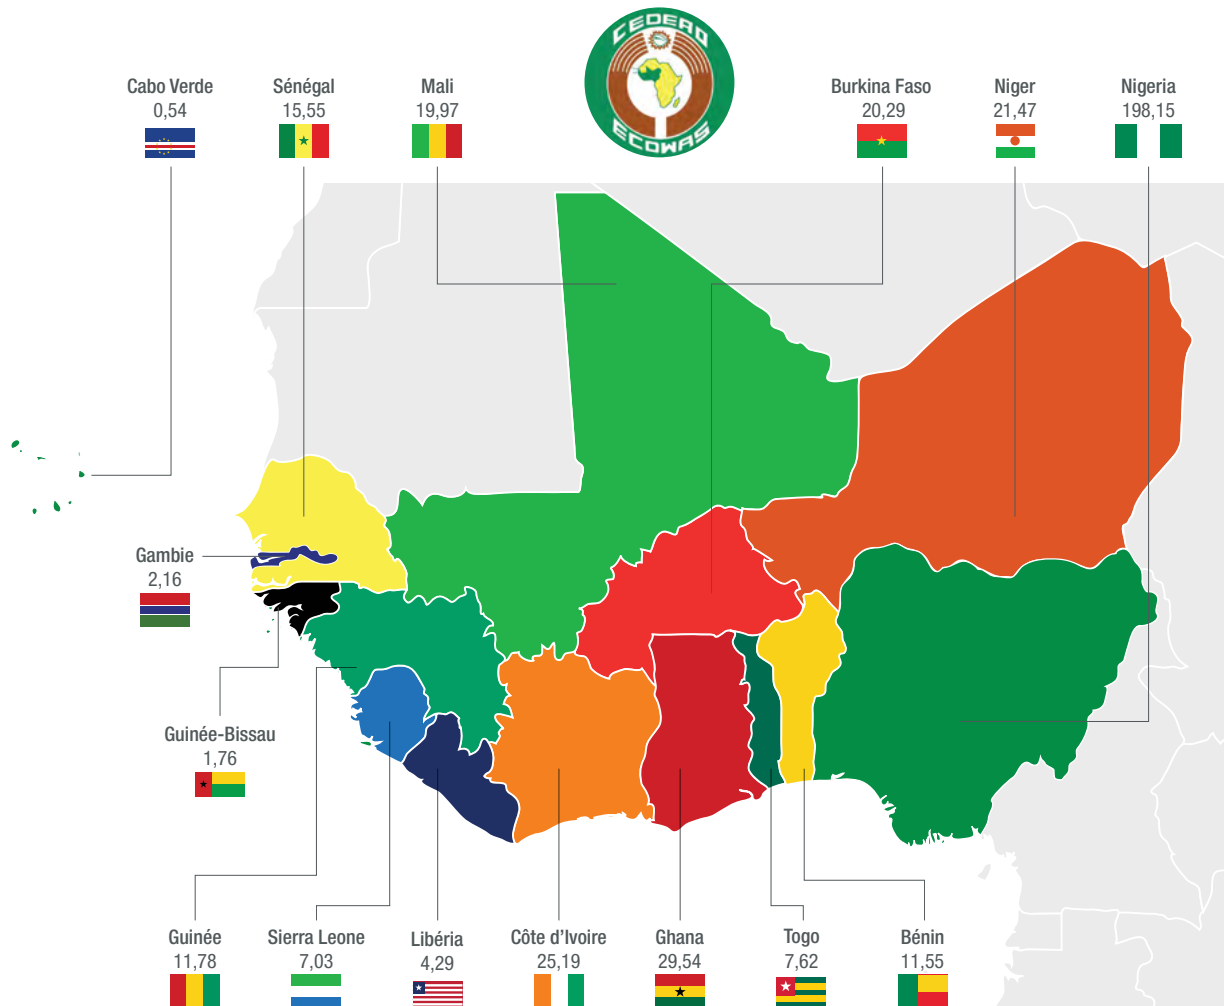 CEDEAO
ECOWAS
Cabo Verde
0,54
Sénégal
15,55
Mali
19,97
Burkina Faso
20,29
Niger
21,47
Nigeria
198,15
Gambie
2,16
Guinée-Bissau
1,76
Guinée
11,78
Sierra Leone
7,03
Libéria
4,29
Côte d'Ivoire
25,19
Ghana
29,54
Togo
7,62
Bénin
11,55